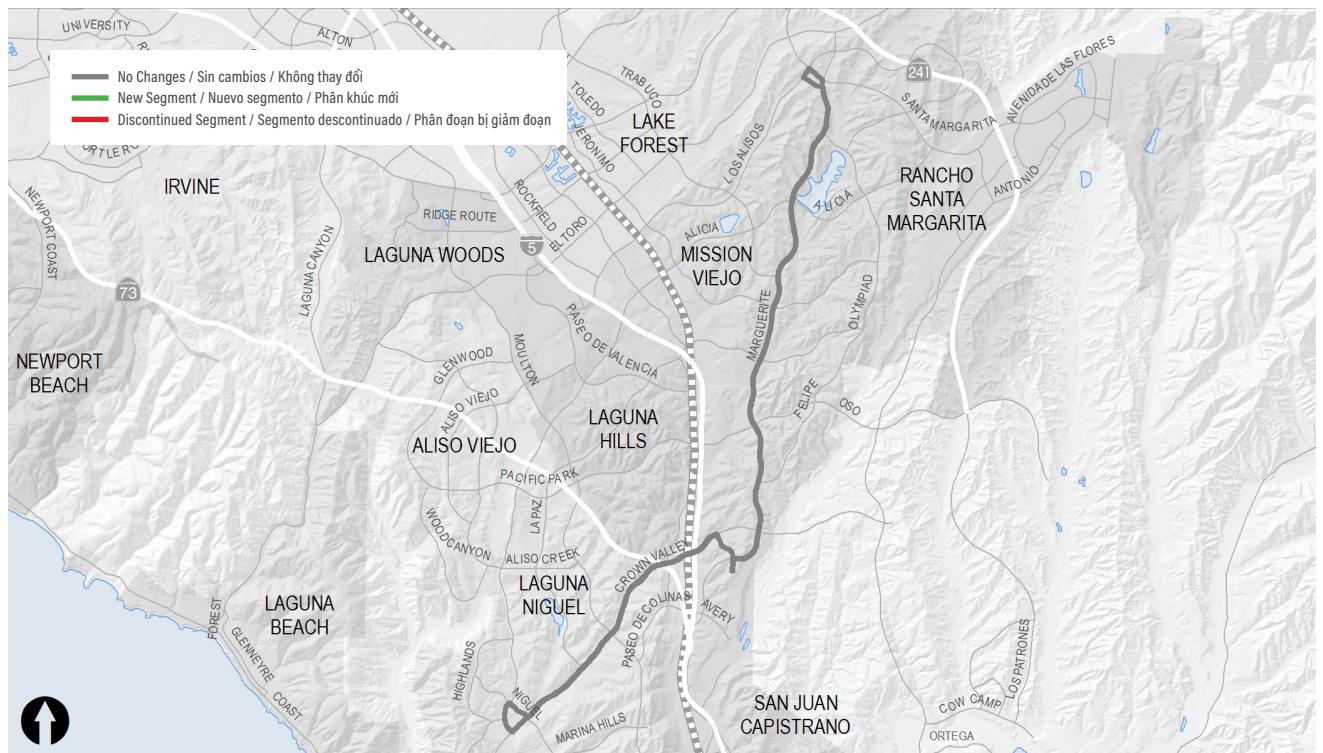 UNIVERSITY
ALTON
No Changes / Sin cambios / Không thay đổi
New Segment / Nuevo segmento / Phân khúc mới
Discontinued Segment / Segmento descontinuado / Phân đoạn bị giảm đoạn
241
AVENIDA DE LAS FLORES
TRABUCO
TOLEDO
JERONIMO
LAKE
FOREST
SANTA MARGARITA
LOS ALISOS
IRVINE
RANCHO
SANTA
MARGARITA
ANTONIO
ALICIA
NEWPORT COAST
ROCKFIELD
RIDGE ROUTE
EL TORO
5
ALICIA
MISSION
VIEJO
LAGUNA WOODS
LAGUNA CANYON
73
OLYMPIAD
MARGUERITE
PASEO DE VALENCIA
NEWPORT
BEACH
GLENWOOD
MOULTON
ALISO VIEJO
FELIPE
OSO
LAGUNA
HILLS
ALISO VIEJO
PACIFIC PARK
LA PAZ
WOOD CANYON
ALISO CREEK
CROWN VALLEY
LAGUNA
NIGUEL
LAGUNA
BEACH
FOREST
GLENNEYRE
COAST
PASEO DE COLINAS
AVERY
HIGHLANDS
NIGUEL
MARINA HILLS
SAN JUAN
CAPISTRANO
LOS PATRONES
COW CAMP
ORTEGA